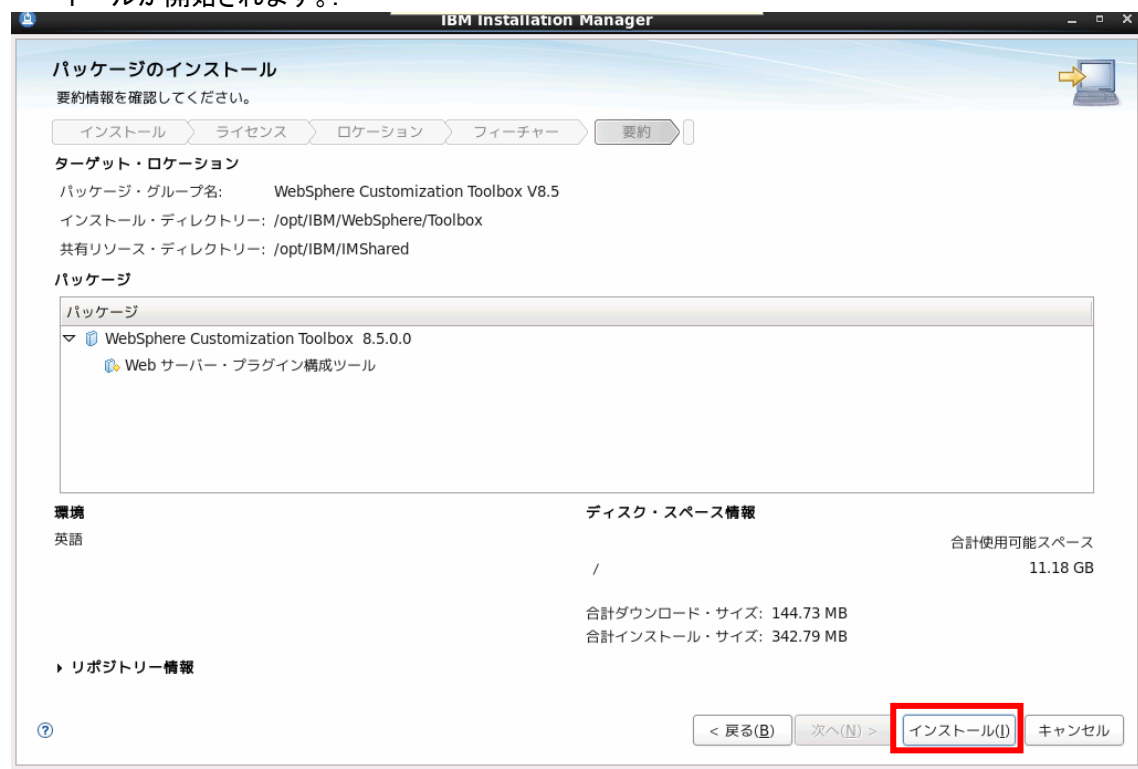 ールが開始されます。.
IBM Installation Manager
パッケージのインストール
要約情報を確認してください。
インストール ライセンス ロケーション フィーチャー 要約
ターゲット・ロケーション
パッケージ・グループ名: WebSphere Customization Toolbox V8.5
インストール・ディレクトリー: /opt/IBM/WebSphere/Toolbox
共有リソース・ディレクトリー: /opt/IBM/IMShared
パッケージ
パッケージ
WebSphere Customization Toolbox 8.5.0.0
Web サーバー・プラグイン構成ツール
環境 ディスク・スペース情報
英語
合計使用可能スペース
/ 11.18 GB
合計ダウンロード・サイズ: 144.73 MB
合計インストール・サイズ: 342.79 MB
リポジトリー情報
? < 戻る(B) 次へ(N) > インストール(I) キャンセル